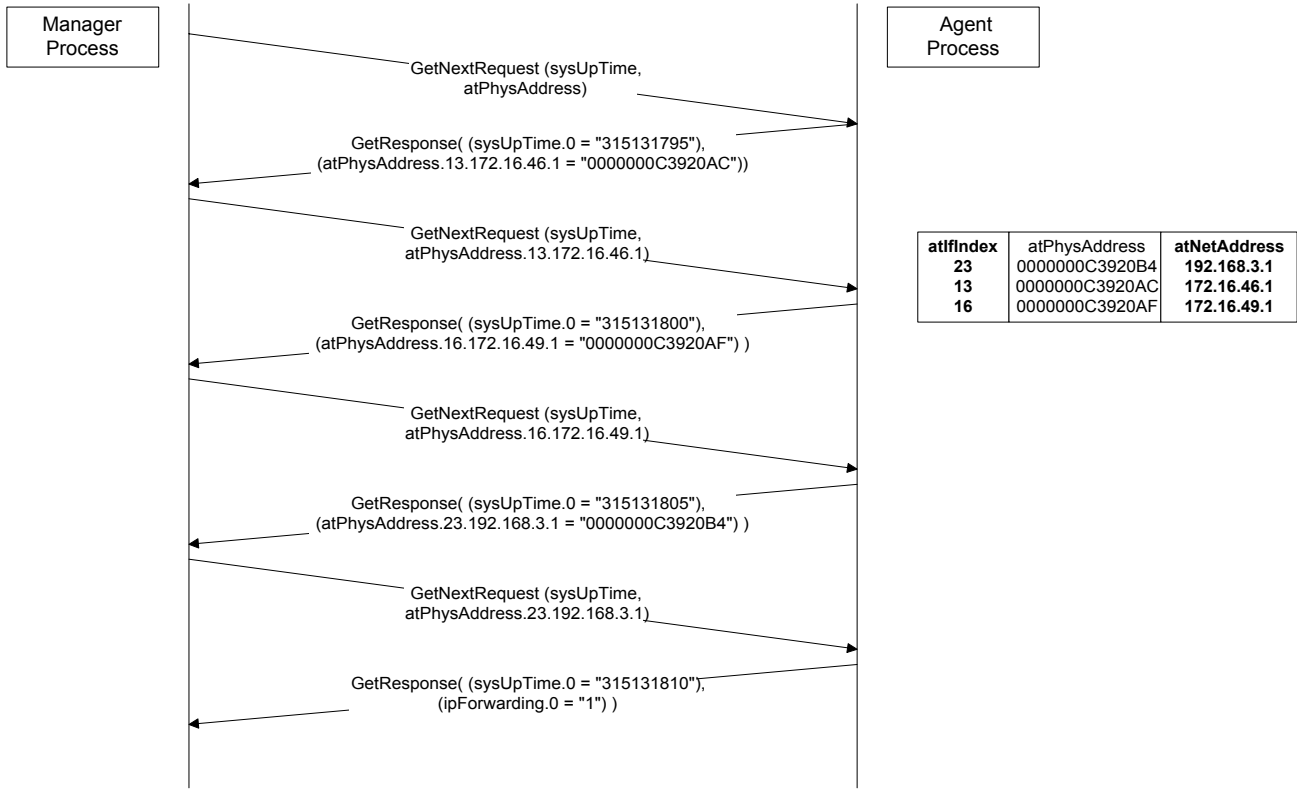 Manager
Process
Agent
Process
GetNextRequest (sysUpTime,
atPhysAddress)
GetResponse( (sysUpTime.0 = "315131795"),
(atPhysAddress.13.172.16.46.1 = "0000000C3920AC"))
GetNextRequest (sysUpTime,
atPhysAddress.13.172.16.46.1)
GetResponse( (sysUpTime.0 = "315131800"),
(atPhysAddress.16.172.16.49.1 = "0000000C3920AF") )
GetNextRequest (sysUpTime,
atPhysAddress.16.172.16.49.1)
GetResponse( (sysUpTime.0 = "315131805"),
(atPhysAddress.23.192.168.3.1 = "0000000C3920B4") )
GetNextRequest (sysUpTime,
atPhysAddress.23.192.168.3.1)
GetResponse( (sysUpTime.0 = "315131810"),
(ipForwarding.0 = "1") )
atIfIndex atPhysAddress atNetAddress
23 0000000C3920B4 192.168.3.1
13 0000000C3920AC 172.16.46.1
16 0000000C3920AF 172.16.49.1